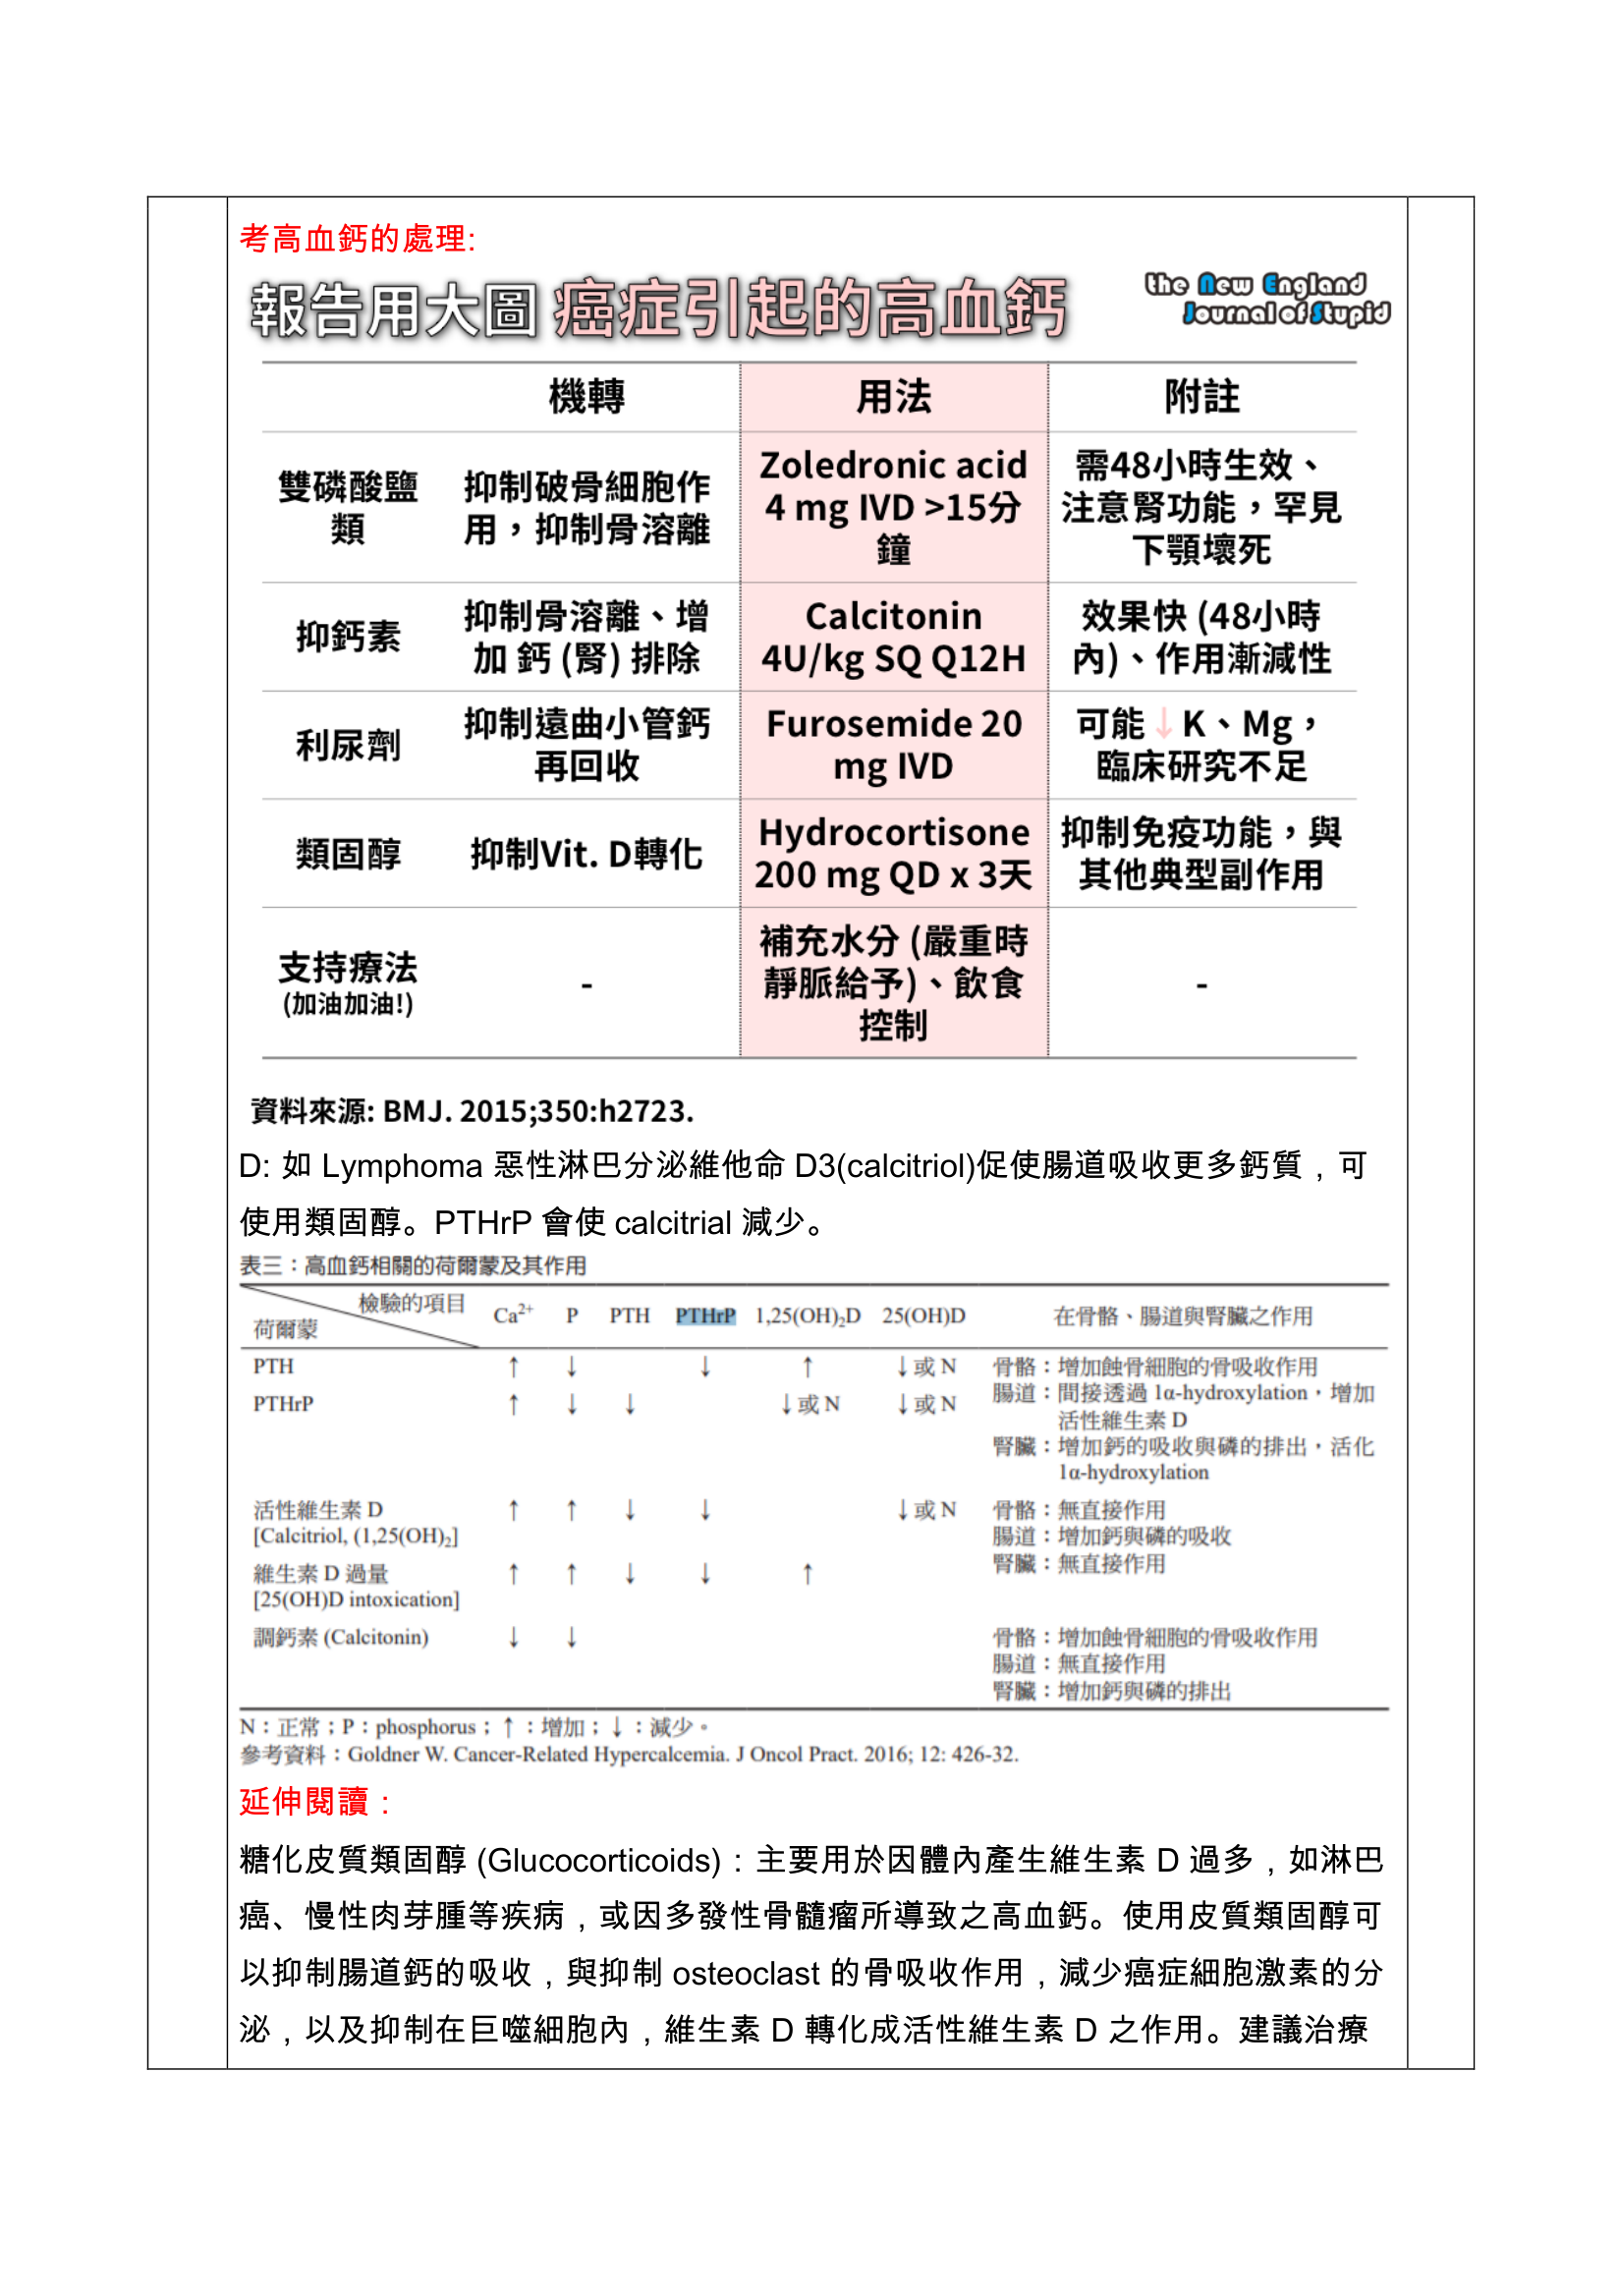 考高血鈣的處理:
報告用大圖 癌症引起的高血鈣
the New England
Journal of Stupid
機轉 用法 附註
雙磷酸鹽類 抑制破骨細胞作用，抑制骨溶離 Zoledronic acid 4 mg IVD >15分鐘 需48小時生效、注意腎功能，罕見下顎壞死
抑鈣素 抑制骨溶離、增加 鈣 (腎) 排除 Calcitonin 4U/kg SQ Q12H 效果快 (48小時內)、作用漸減性
利尿劑 抑制遠曲小管鈣再回收 Furosemide 20 mg IVD 可能↓K、Mg，臨床研究不足
類固醇 抑制Vit. D轉化 Hydrocortisone 200 mg QD x 3天 抑制免疫功能，與其他典型副作用
支持療法 (加油加油!) - 補充水分 (嚴重時靜脈給予)、飲食控制 -
資料來源: BMJ. 2015;350:h2723.
D: 如 Lymphoma 惡性淋巴分泌維他命 D3(calcitriol)促使腸道吸收更多鈣質，可
使用類固醇。PTHrP 會使 calcitrial 減少。
表三：高血鈣相關的荷爾蒙及其作用
檢驗的項目
荷爾蒙
Ca²⁺ P PTH PTHrP 1,25(OH)₂D 25(OH)D 在骨骼、腸道與腎臟之作用
PTH ↑ ↓ ↓ ↑ ↓或 N 骨骼：增加蝕骨細胞的骨吸收作用
腸道：間接透過 1α-hydroxylation，增加
PTHrP ↑ ↓ ↓ ↓或 N ↓或 N
活性維生素 D
腎臟：增加鈣的吸收與磷的排出，活化
1α-hydroxylation
活性維生素 D ↑ ↑ ↓ ↓ ↓或 N 骨骼：無直接作用
[Calcitriol, (1,25(OH)₂] 腸道：增加鈣與磷的吸收
腎臟：無直接作用
維生素 D 過量 ↑ ↑ ↓ ↓ ↑
[25(OH)D intoxication]
調鈣素 (Calcitonin) ↓ ↓ 骨骼：增加蝕骨細胞的骨吸收作用
腸道：無直接作用
腎臟：增加鈣與磷的排出
N：正常；P：phosphorus；↑：增加；↓：減少。
參考資料：Goldner W. Cancer-Related Hypercalcemia. J Oncol Pract. 2016; 12: 426-32.
延伸閱讀：
糖化皮質類固醇 (Glucocorticoids)：主要用於因體內產生維生素 D 過多，如淋巴
癌、慢性肉芽腫等疾病，或因多發性骨髓瘤所導致之高血鈣。使用皮質類固醇可
以抑制腸道鈣的吸收，與抑制 osteoclast 的骨吸收作用，減少癌症細胞激素的分
泌，以及抑制在巨噬細胞內，維生素 D 轉化成活性維生素 D 之作用。建議治療